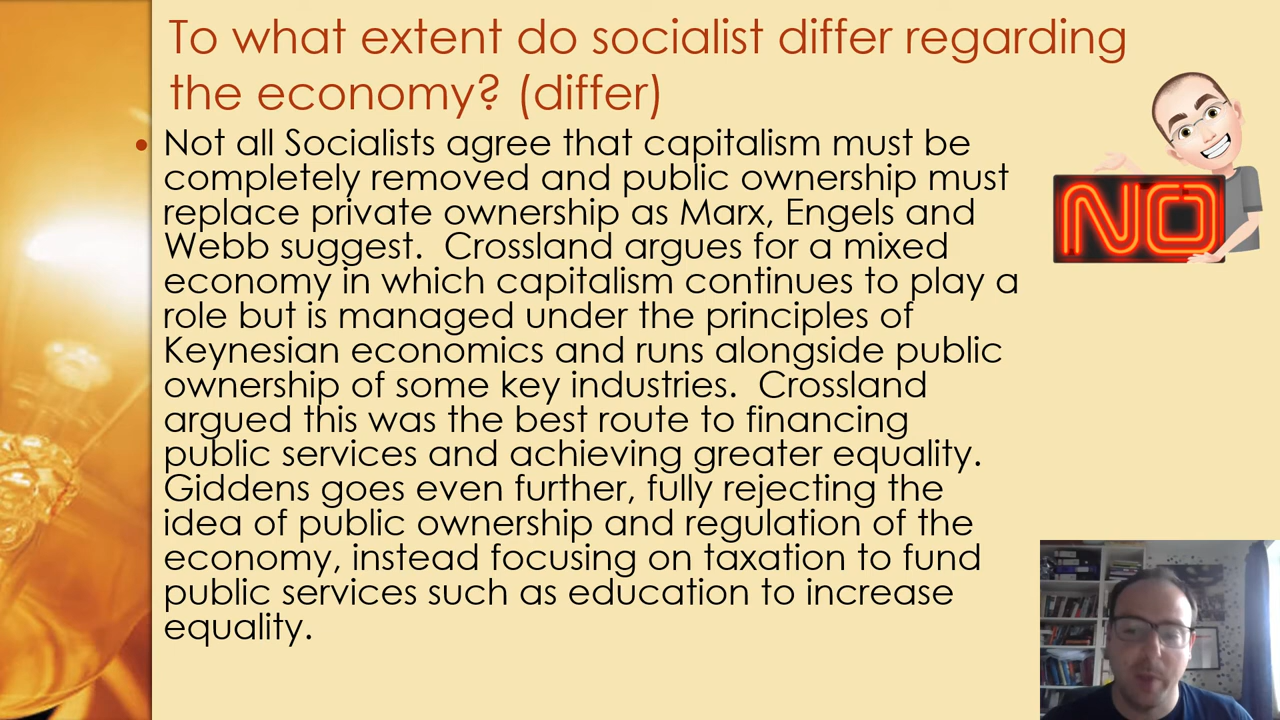 To what extent do socialist differ regarding
the economy? (differ)
• Not all Socialists agree that capitalism must be
completely removed and public ownership must
replace private ownership as Marx, Engels and
Webb suggest.  Crossland argues for a mixed
economy in which capitalism continues to play a
role but is managed under the principles of
Keynesian economics and runs alongside public
ownership of some key industries.  Crossland
argued this was the best route to financing
public services and achieving greater equality.
Giddens goes even further, fully rejecting the
idea of public ownership and regulation of the
economy, instead focusing on taxation to fund
public services such as education to increase
equality.
NO